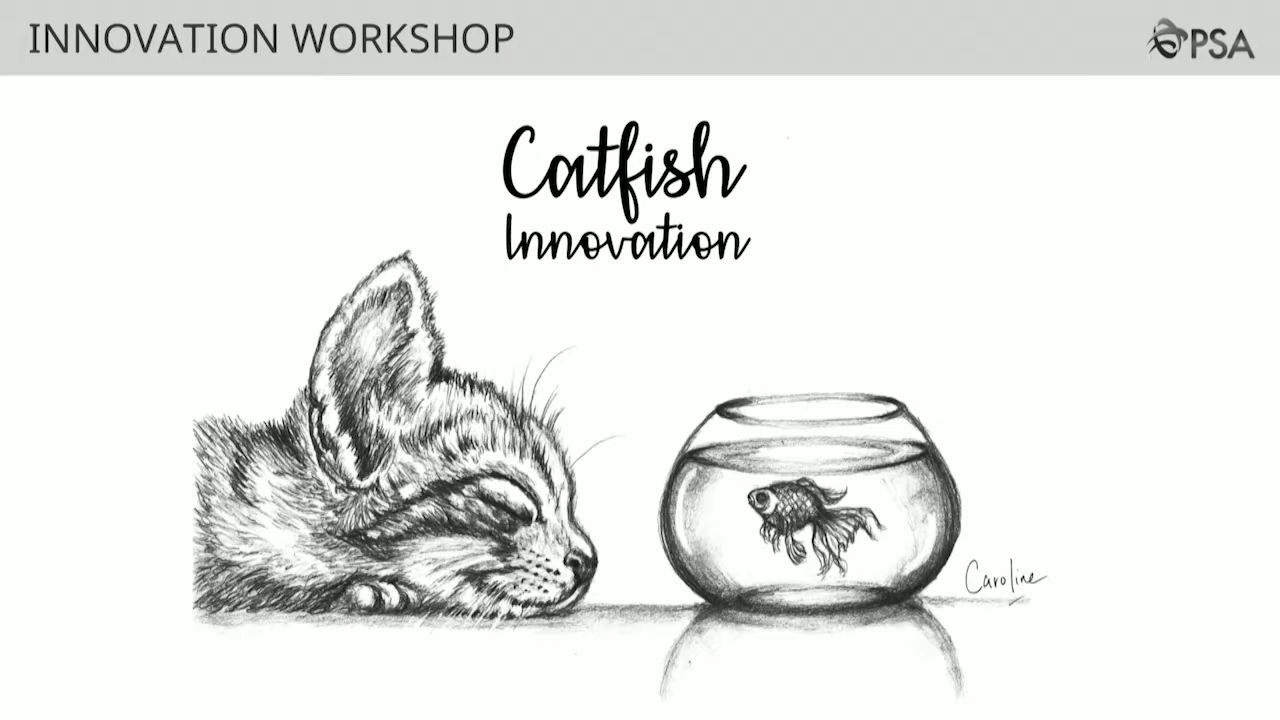 INNOVATION WORKSHOP
PSA
Catfish
Innovation
Caroline